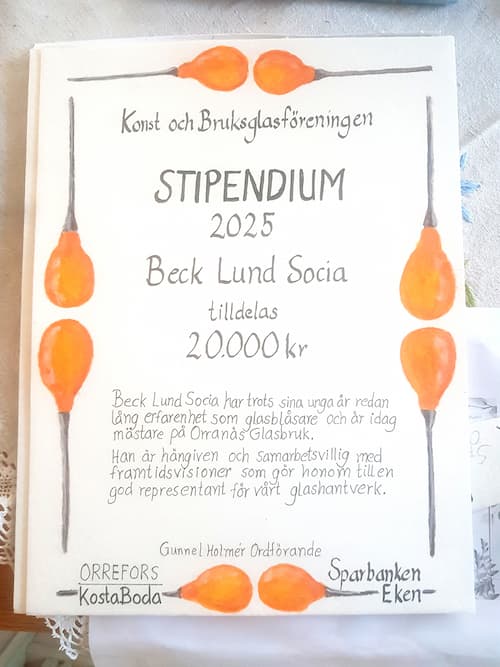 Konst och Bruksglasföreningen
STIPENDIUM
2025
Beck Lund Socia
tilldelas
20.000 kr
Beck Lund Socia har trots sina unga år redan
lång erfarenhet som glasblåsare och är idag
mästare på Orranäs Glasbruk.
Han är hängiven och samarbetsvillig med
framtidsvisioner som gör honom till en
god representant för vårt glashantverk.
Gunnel Holmér Ordförande
ORREFORS
KostaBoda
Sparbanken
Eken